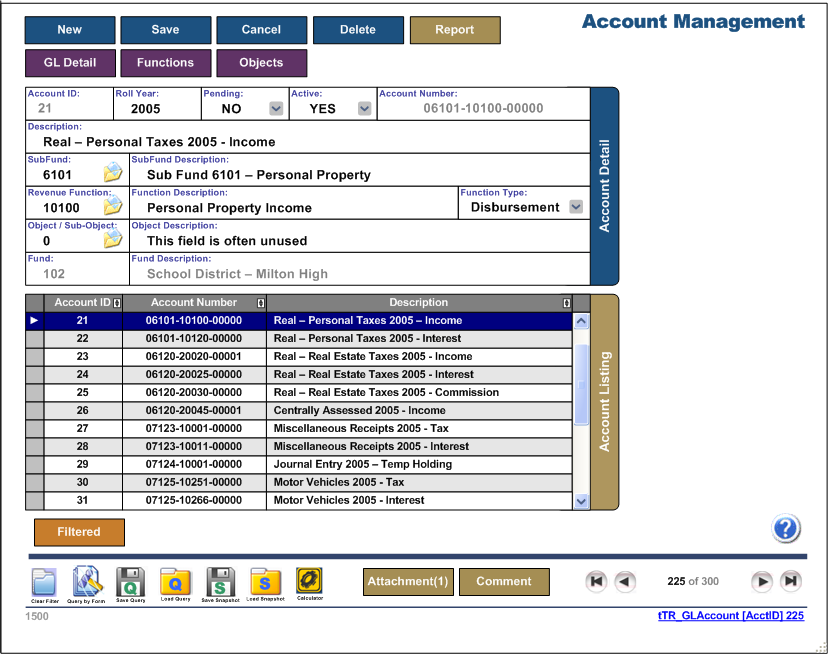 New Save Cancel Delete Report Account Management
GL Detail Functions Objects
Account ID: Roll Year: Pending: Active: Account Number:
21 2005 NO YES 06101-10100-00000
Description:
Real – Personal Taxes 2005 - Income
SubFund: SubFund Description:
6101 Sub Fund 6101 – Personal Property
Revenue Function: Function Description: Function Type:
10100 Personal Property Income Disbursement
Object / Sub-Object: Object Description:
0 This field is often unused
Fund: Fund Description:
102 School District – Milton High
Account Detail
Account ID Account Number Description
21 06101-10100-00000 Real – Personal Taxes 2005 – Income
22 06101-10120-00000 Real – Personal Taxes 2005 - Interest
23 06120-20020-00001 Real – Real Estate Taxes 2005 - Income
24 06120-20025-00001 Real – Real Estate Taxes 2005 - Interest
25 06120-20030-00001 Real – Real Estate Taxes 2005 - Commission
26 06120-20045-00001 Centrally Assessed 2005 - Income
27 07123-10001-00000 Miscellaneous Receipts 2005 - Tax
28 07123-10011-00000 Miscellaneous Receipts 2005 - Interest
29 07124-10001-00000 Journal Entry 2005 – Temp Holding
30 07125-10251-00000 Motor Vehicles 2005 - Tax
31 07125-10266-00000 Motor Vehicles 2005 - Interest
Account Listing
Filtered ?
Q Q S S
Clear Filter Query by Form Save Query Load Query Save Snapshot Load Snapshot Calculator
Attachment(1) Comment 225 of 300
1500 tTR_GLAccount [AcctID] 225